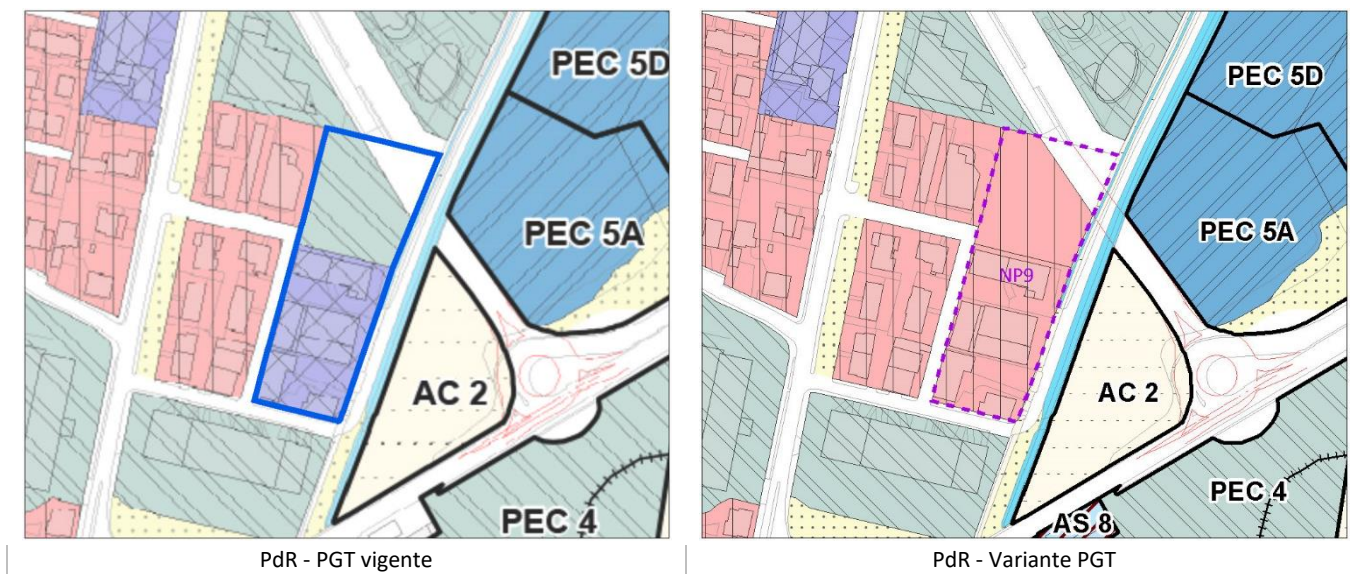 PEC 5D
PEC 5A
AC 2
PEC 4
PdR - PGT vigente
PEC 5D
PEC 5A
NP9
AC 2
PEC 4
AS 8
PdR - Variante PGT